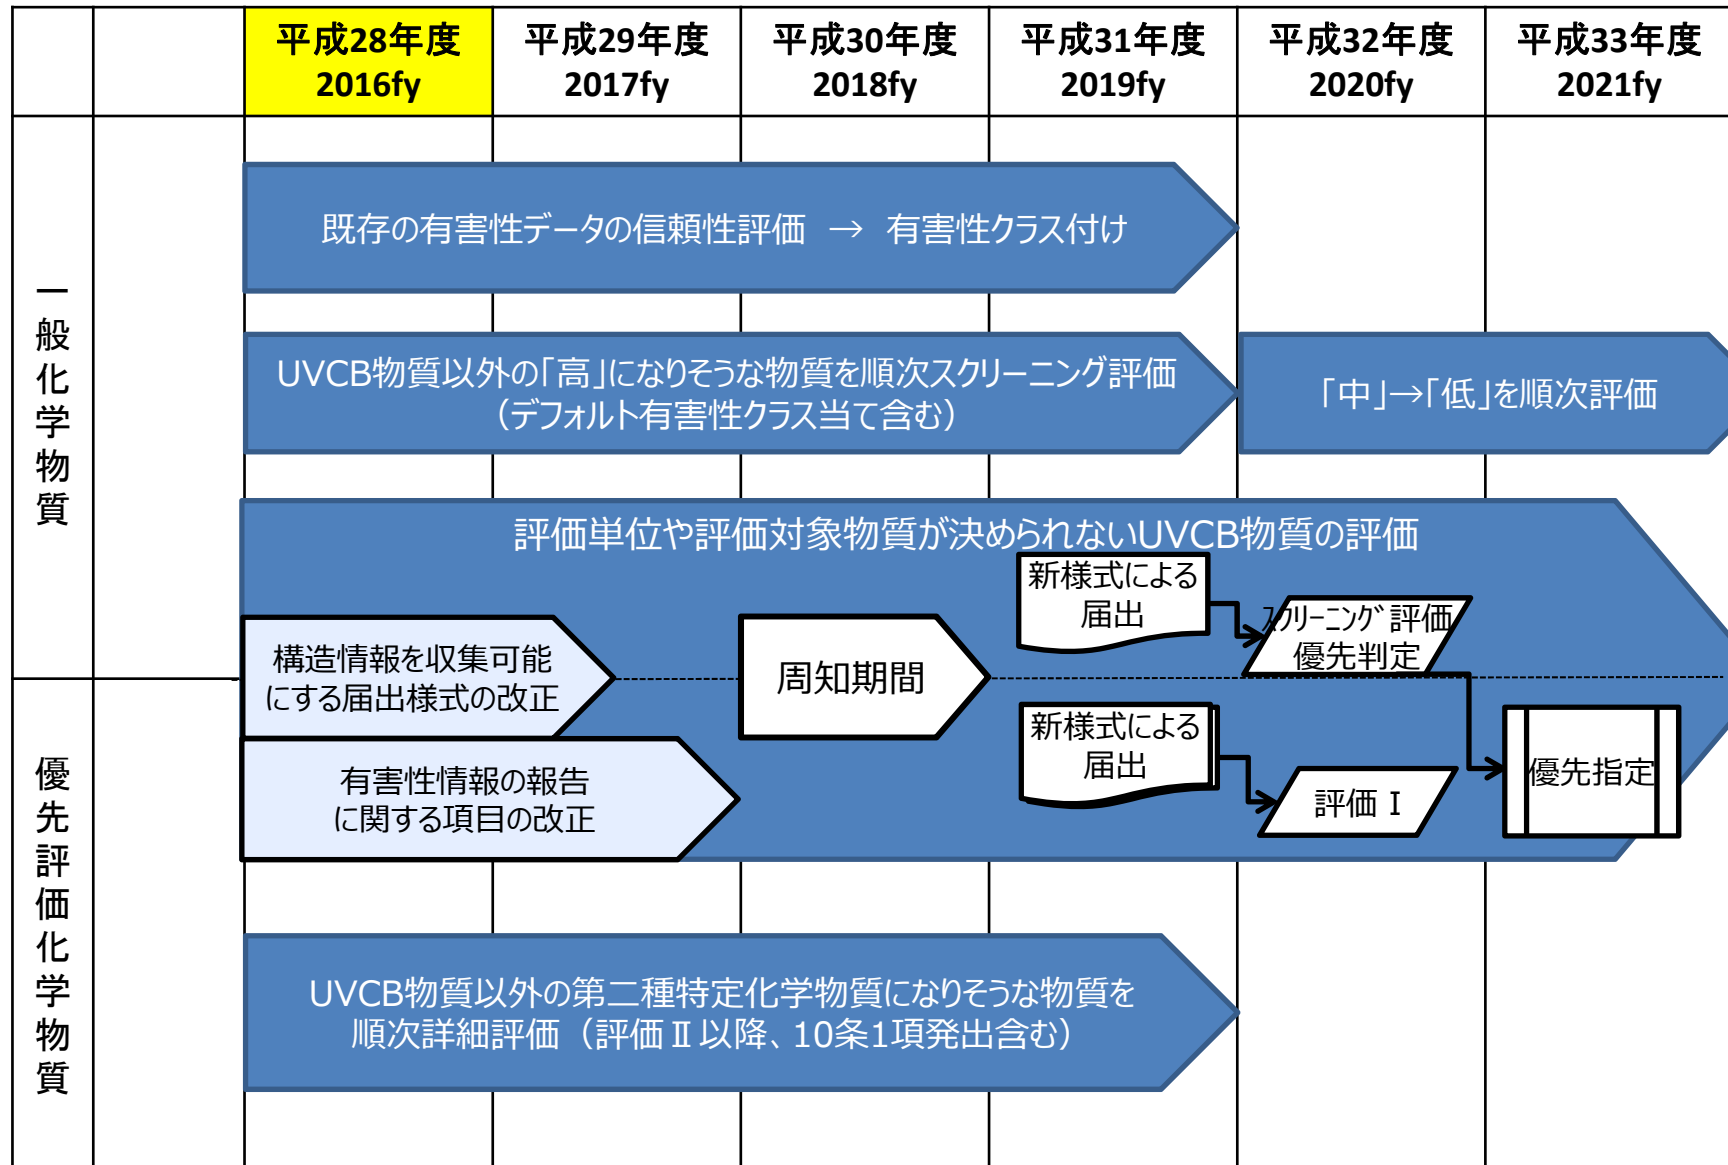 平成28年度
2016fy
平成29年度
2017fy
平成30年度
2018fy
平成31年度
2019fy
平成32年度
2020fy
平成33年度
2021fy
一般化学物質
既存の有害性データの信頼性評価 → 有害性クラス付け
UVCB物質以外の「高」になりそうな物質を順次スクリーニング評価
（デフォルト有害性クラス当て含む）
「中」→「低」を順次評価
評価単位や評価対象物質が決められないUVCB物質の評価
新様式による
届出
ｽｸﾘｰﾆﾝｸﾞ評価
優先判定
構造情報を収集可能
にする届出様式の改正
周知期間
優先評価化学物質
有害性情報の報告
に関する項目の改正
新様式による
届出
評価Ⅰ
優先指定
UVCB物質以外の第二種特定化学物質になりそうな物質を
順次詳細評価（評価Ⅱ以降、10条1項発出含む）